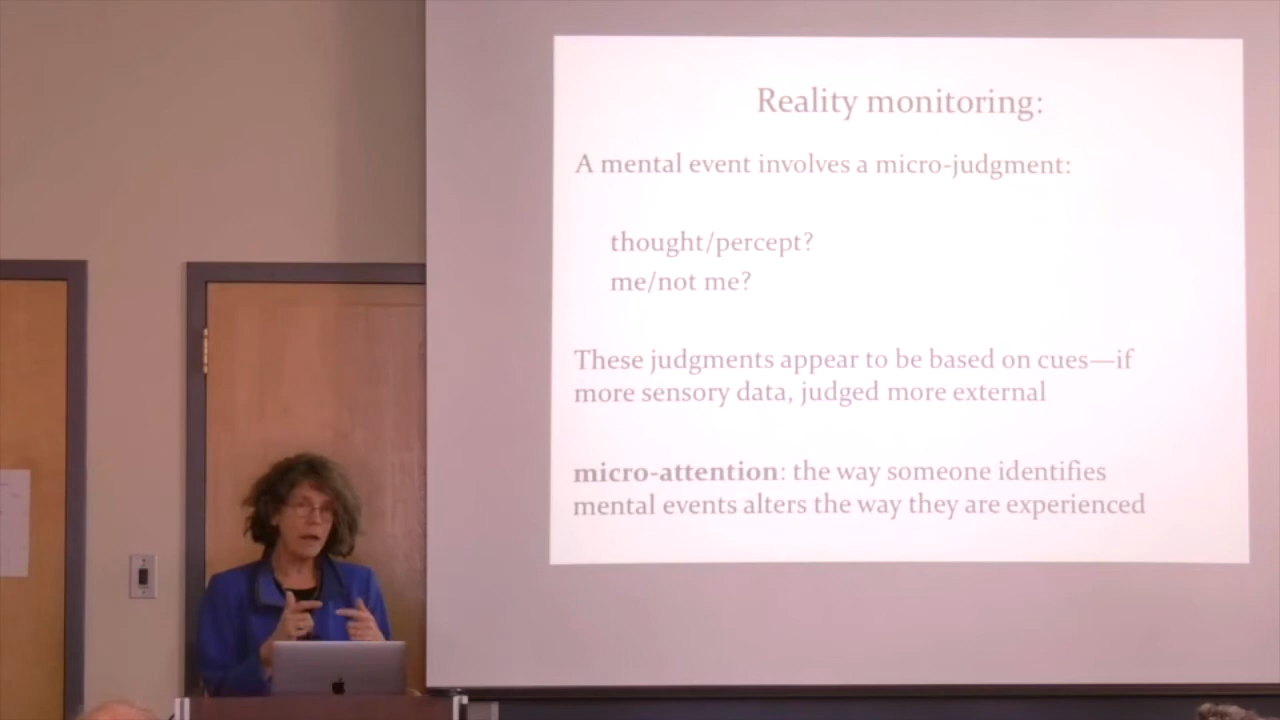 Reality monitoring:
A mental event involves a micro-judgment:
thought/percept?
me/not me?
These judgments appear to be based on cues—if
more sensory data, judged more external
micro-attention: the way someone identifies
mental events alters the way they are experienced